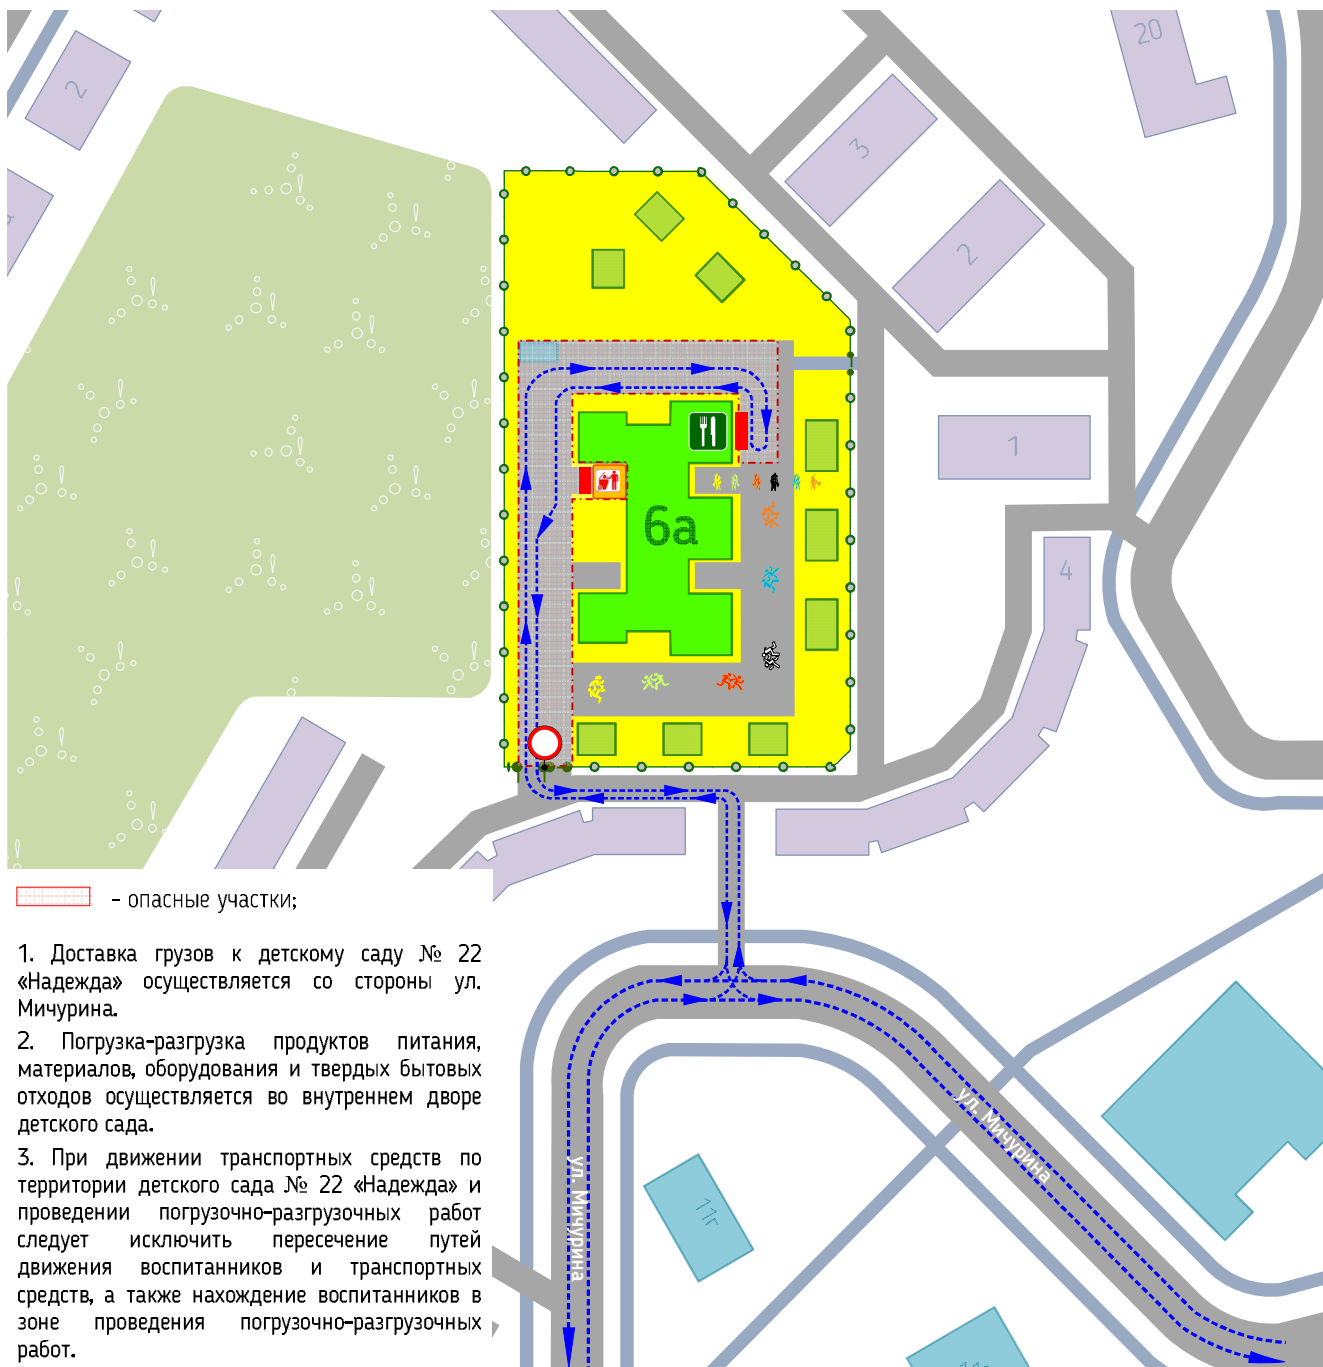 2
20
3
2
1
6а
4
- опасные участки;
1. Доставка грузов к детскому саду № 22
«Надежда» осуществляется со стороны ул.
Мичурина.
2. Погрузка-разгрузка продуктов питания,
материалов, оборудования и твердых бытовых
отходов осуществляется во внутреннем дворе
детского сада.
3. При движении транспортных средств по
территории детского сада № 22 «Надежда» и
проведении погрузочно-разгрузочных работ
следует исключить пересечение путей
движения воспитанников и транспортных
средств, а также нахождение воспитанников в
зоне проведения погрузочно-разгрузочных
работ.
ул. Мичурина
ул. Мичурина
11г